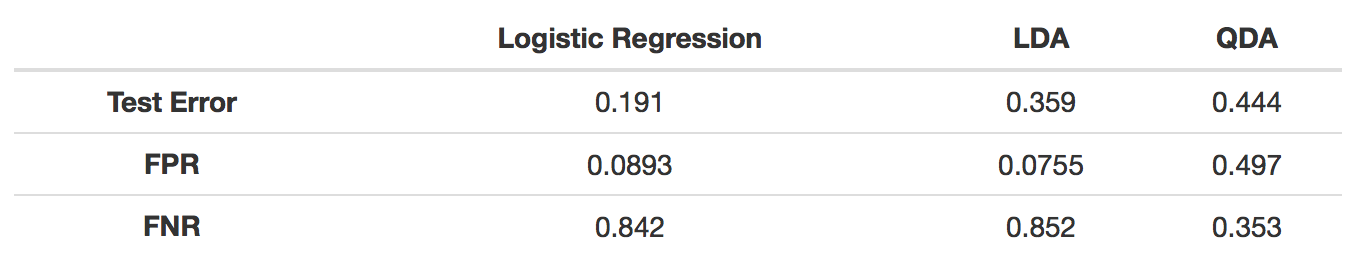 Logistic Regression LDA QDA
Test Error 0.191 0.359 0.444
FPR 0.0893 0.0755 0.497
FNR 0.842 0.852 0.353